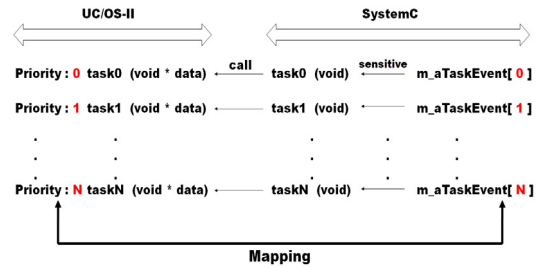 UC/OS-II SystemC
call sensitive
Priority : 0 task0 (void * data) task0 (void) m_aTaskEvent[ 0 ]
Priority : 1 task1 (void * data) task1 (void) m_aTaskEvent[ 1 ]
Priority : N taskN (void * data) taskN (void) m_aTaskEvent[ N ]
Mapping